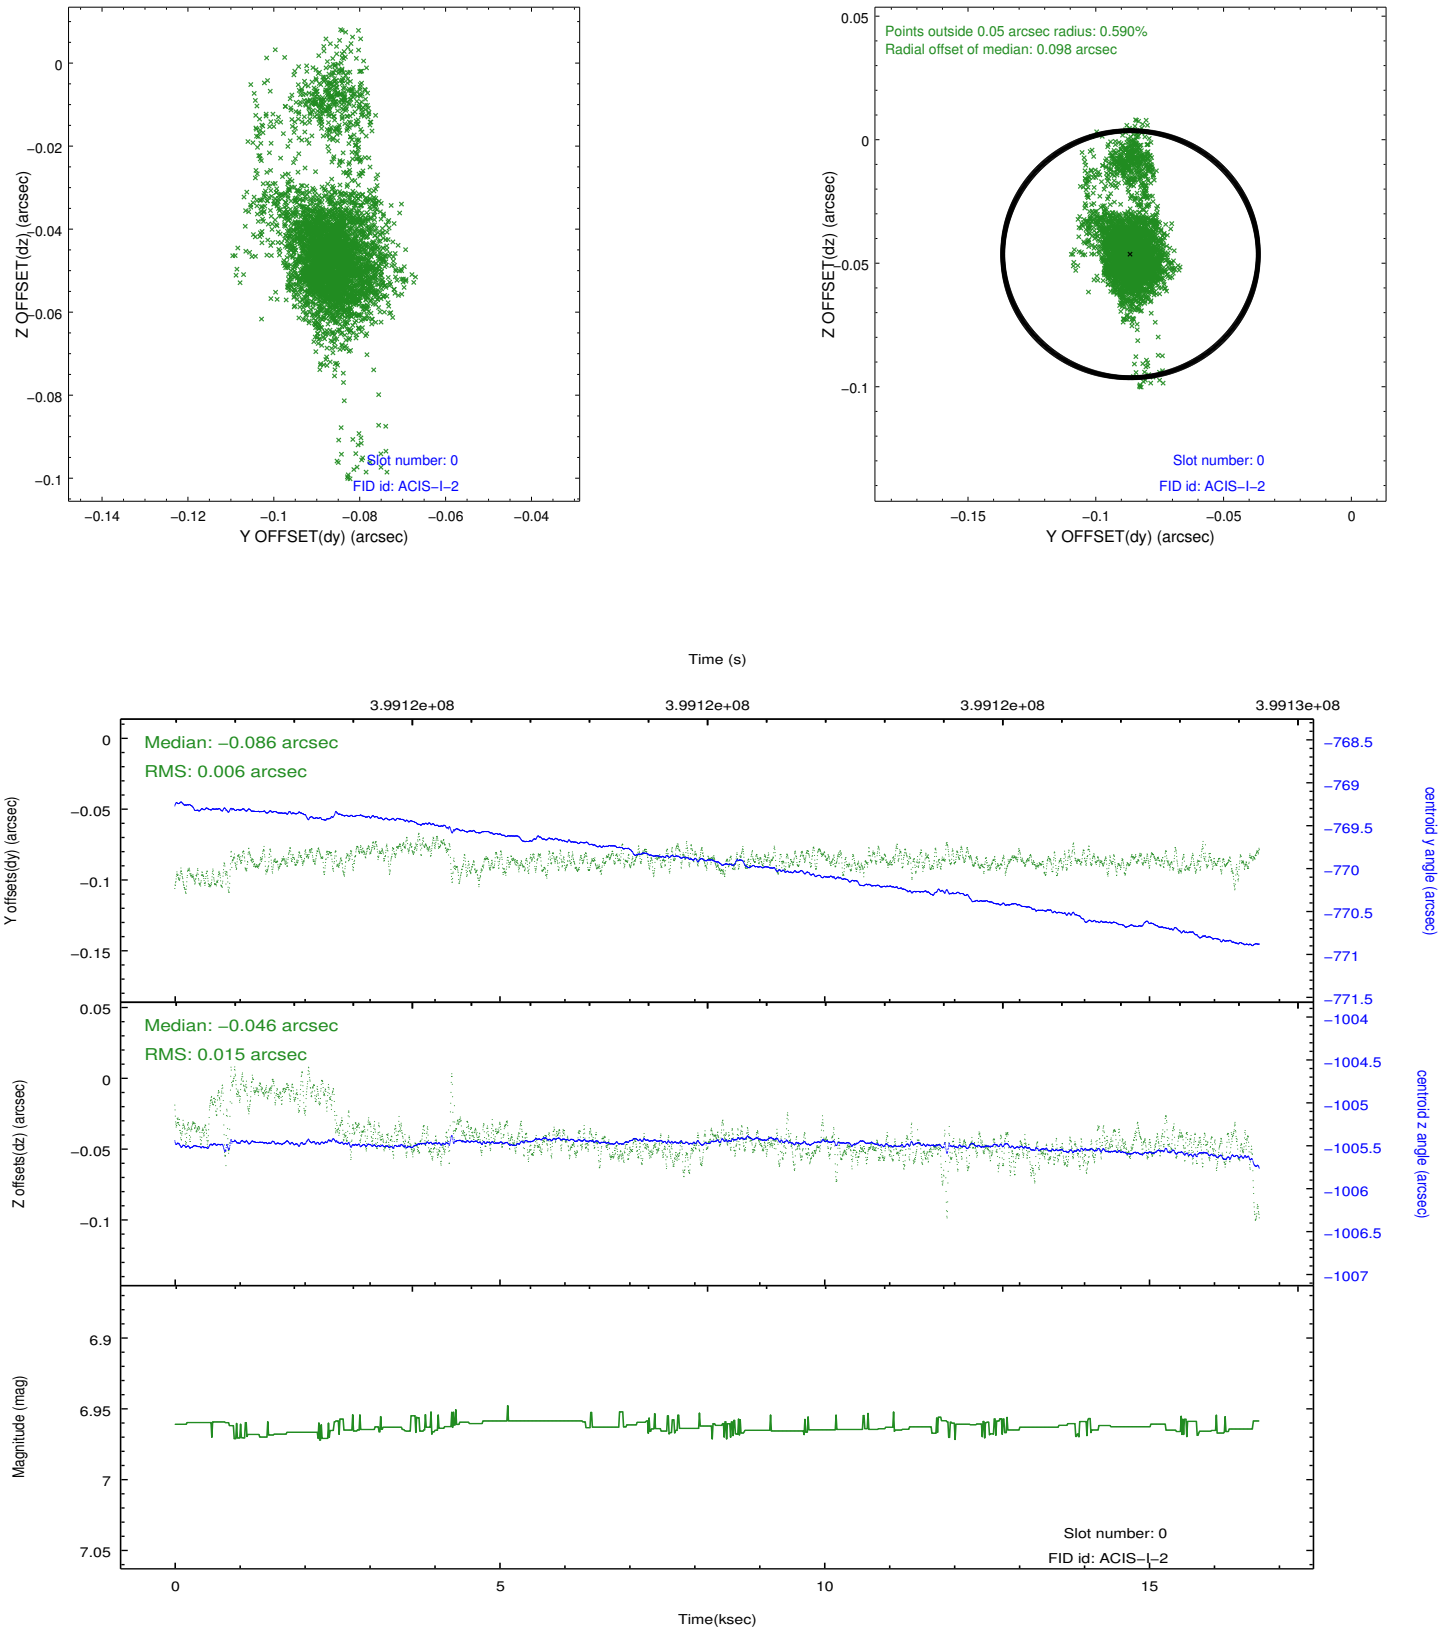 0
−0.02
−0.04
−0.06
−0.08
−0.1
Z OFFSET(dz) (arcsec)
Slot number: 0
FID id: ACIS−I−2
−0.14 −0.12 −0.1 −0.08 −0.06 −0.04
Y OFFSET(dy) (arcsec)
0.05
0
−0.05
−0.1
Z OFFSET(dz) (arcsec)
Points outside 0.05 arcsec radius: 0.590%
Radial offset of median: 0.098 arcsec
Slot number: 0
FID id: ACIS−I−2
−0.15 −0.1 −0.05 0
Y OFFSET(dy) (arcsec)
Time (s)
3.9912e+08 3.9912e+08 3.9912e+08 3.9913e+08
Median: −0.086 arcsec
RMS: 0.006 arcsec
0
−0.05
−0.1
−0.15
Y offsets(dy) (arcsec)
−768.5
−769
−769.5
−770
−770.5
−771
−771.5
centroid y angle (arcsec)
Median: −0.046 arcsec
RMS: 0.015 arcsec
0.05
0
−0.05
−0.1
Z offsets(dz) (arcsec)
−1004
−1004.5
−1005
−1005.5
−1006
−1006.5
−1007
centroid z angle (arcsec)
6.9
6.95
7
7.05
Magnitude (mag)
Slot number: 0
FID id: ACIS−I−2
0 5 10 15
Time(ksec)